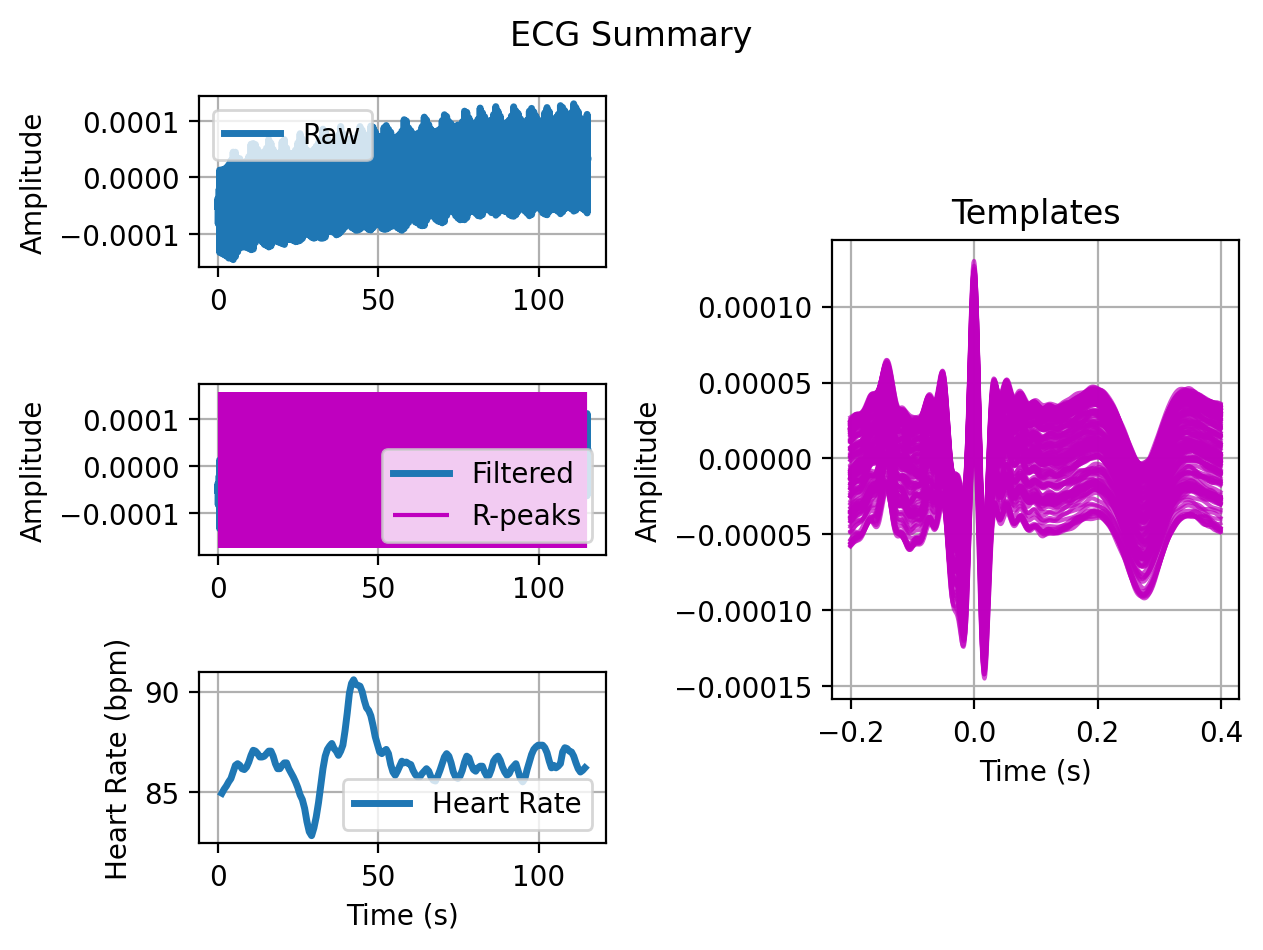 ECG Summary
Amplitude
0.0001
0.0000
−0.0001
Raw
0
50
100
Amplitude
0.0001
0.0000
−0.0001
Filtered
R-peaks
0
50
100
Heart Rate (bpm)
90
85
Heart Rate
0
50
100
Time (s)
Templates
Amplitude
0.00010
0.00005
0.00000
−0.00005
−0.00010
−0.00015
−0.2
0.0
0.2
0.4
Time (s)